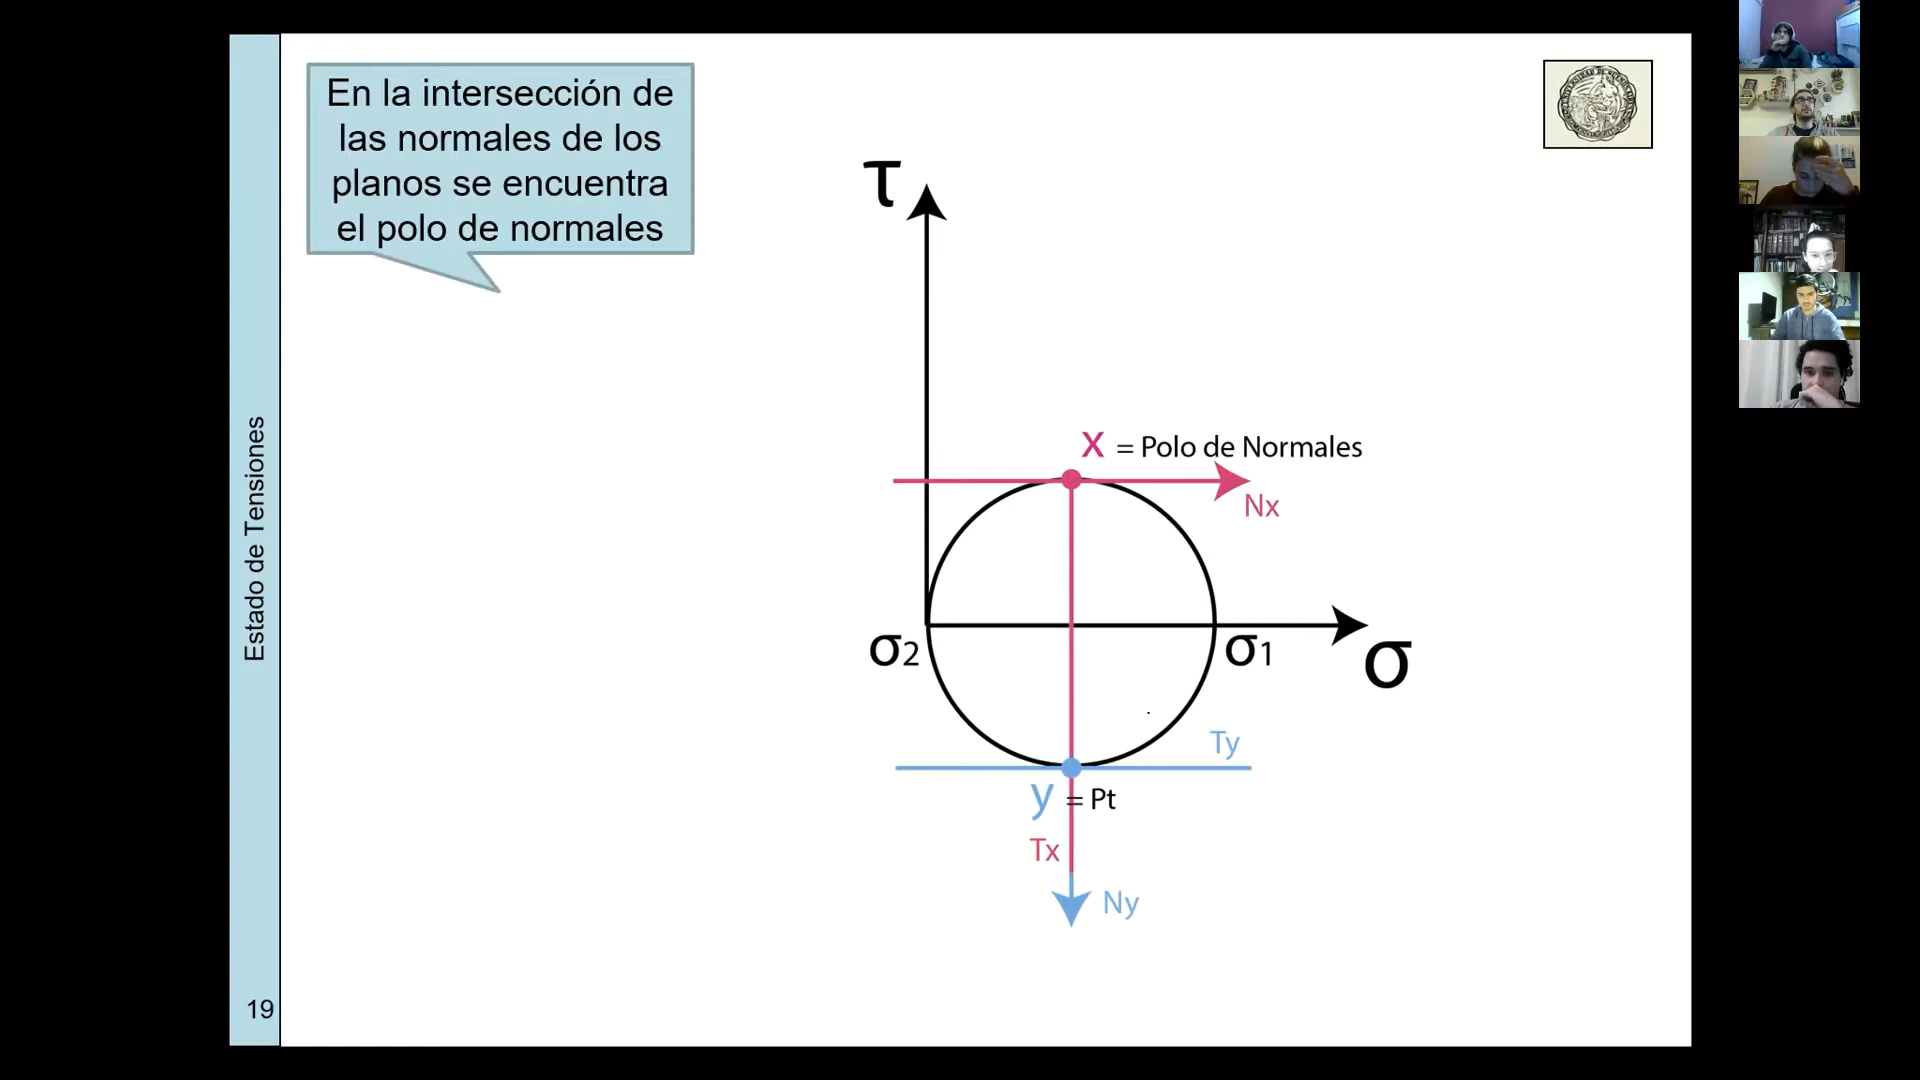 En la intersección de
las normales de los
planos se encuentra
el polo de normales
τ
X = Polo de Normales
Nx
σ2
σ1
σ
Ty
y = Pt
Tx
Ny
Estado de Tensiones
19